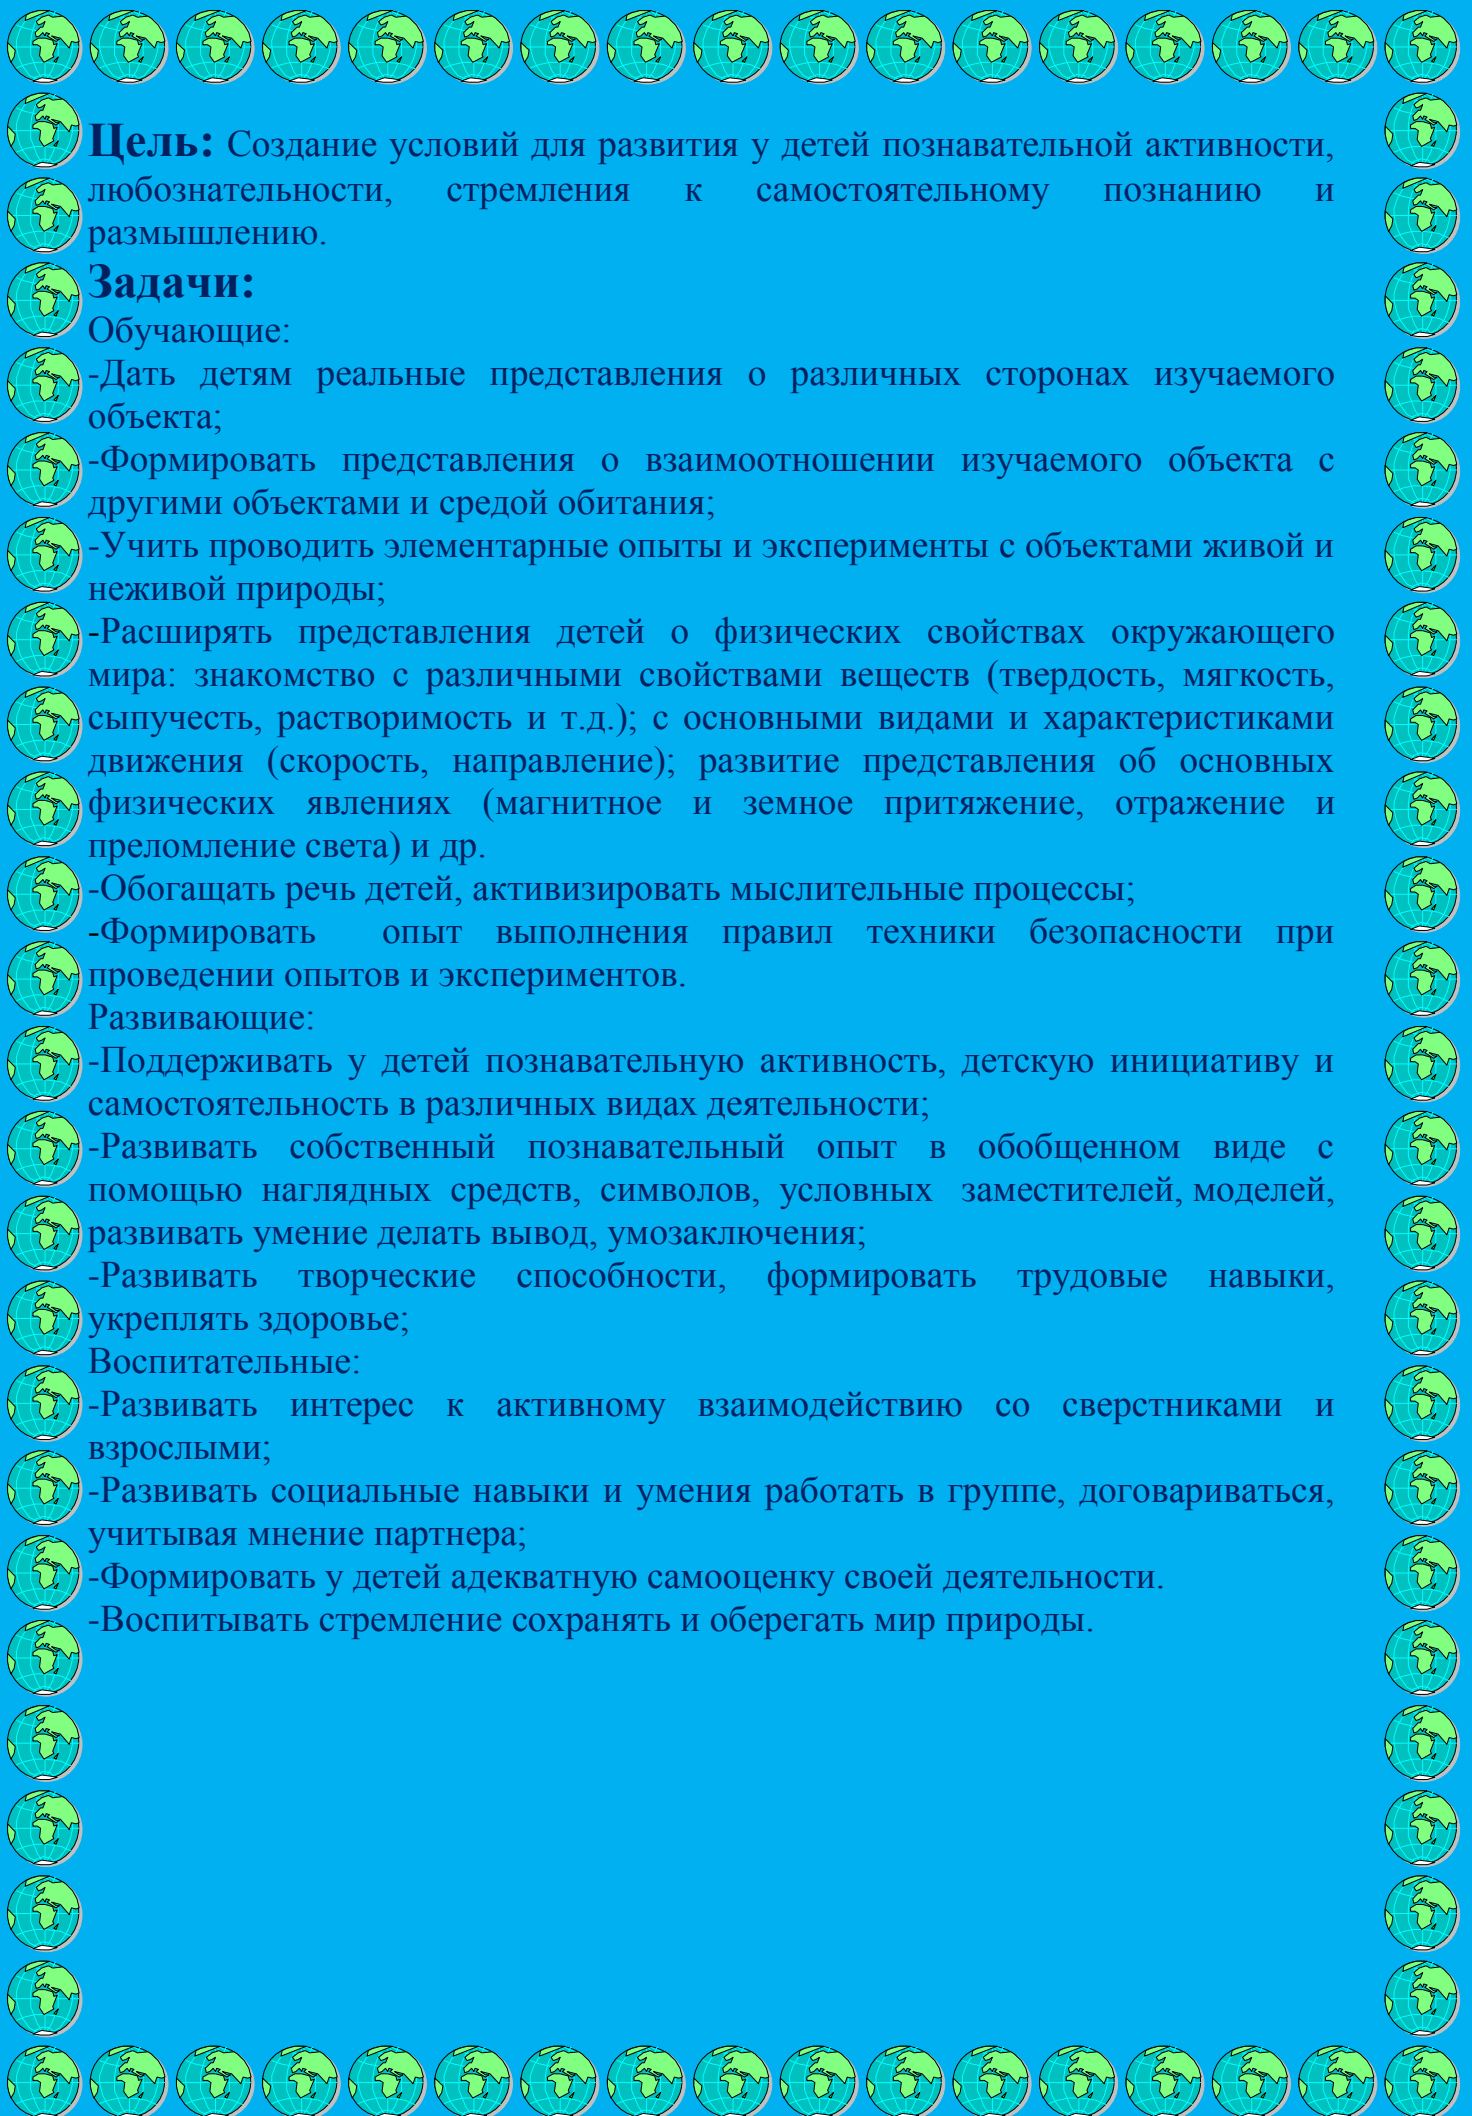 Цель: Создание условий для развития у детей познавательной активности,
любознательности, стремления к самостоятельному познанию и
размышлению.
Задачи:
Обучающие:
-Дать детям реальные представления о различных сторонах изучаемого
объекта;
-Формировать представления о взаимоотношении изучаемого объекта с
другими объектами и средой обитания;
-Учить проводить элементарные опыты и эксперименты с объектами живой и
неживой природы;
-Расширять представления детей о физических свойствах окружающего
мира: знакомство с различными свойствами веществ (твердость, мягкость,
сыпучесть, растворимость и т.д.); с основными видами и характеристиками
движения (скорость, направление); развитие представления об основных
физических явлениях (магнитное и земное притяжение, отражение и
преломление света) и др.
-Обогащать речь детей, активизировать мыслительные процессы;
-Формировать опыт выполнения правил техники безопасности при
проведении опытов и экспериментов.
Развивающие:
-Поддерживать у детей познавательную активность, детскую инициативу и
самостоятельность в различных видах деятельности;
-Развивать собственный познавательный опыт в обобщенном виде с
помощью наглядных средств, символов, условных заместителей, моделей,
развивать умение делать вывод, умозаключения;
-Развивать творческие способности, формировать трудовые навыки,
укреплять здоровье;
Воспитательные:
-Развивать интерес к активному взаимодействию со сверстниками и
взрослыми;
-Развивать социальные навыки и умения работать в группе, договариваться,
учитывая мнение партнера;
-Формировать у детей адекватную самооценку своей деятельности.
-Воспитывать стремление сохранять и оберегать мир природы.